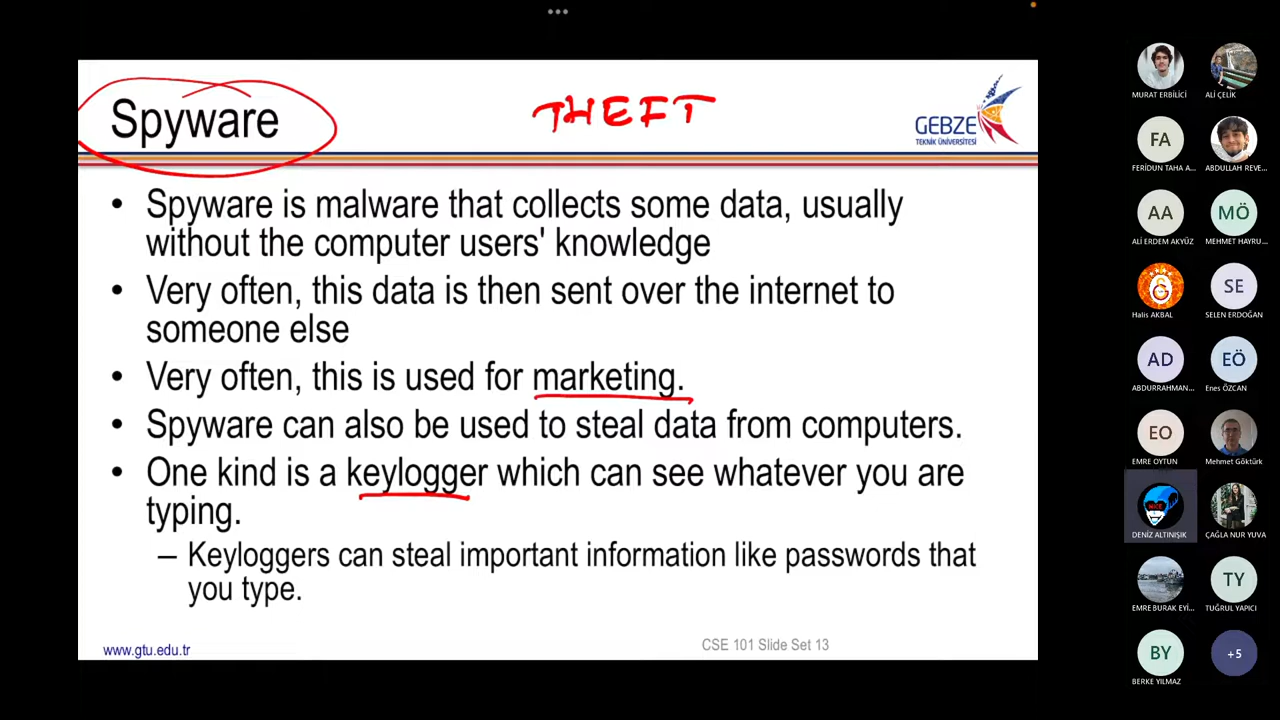 Spyware
THEFT
GEBZE
TEKNİK ÜNİVERSİTESİ
• Spyware is malware that collects some data, usually
without the computer users' knowledge
• Very often, this data is then sent over the internet to
someone else
• Very often, this is used for marketing.
• Spyware can also be used to steal data from computers.
• One kind is a keylogger which can see whatever you are
typing.
– Keyloggers can steal important information like passwords that
you type.
www.gtu.edu.tr
CSE 101 Slide Set 13
MURAT ERBİLİCİ
ALİ ÇELİK
FA
FERİDUN TAHA A...
ABDULLAH REVE...
AA
ALİ ERDEM AKYÜZ
MÖ
MEHMET HAYRU...
Halis AKBAL
SE
SELEN ERDOĞAN
AD
ABDURRAHMAN...
EÖ
Enes ÖZCAN
EO
EMRE OYTUN
Mehmet Göktürk
DENİZ ALTINIŞIK
ÇAĞLA NUR YUVA
EMRE BURAK EYİ...
TY
TUĞRUL YAPICI
BY
BERKE YILMAZ
+5